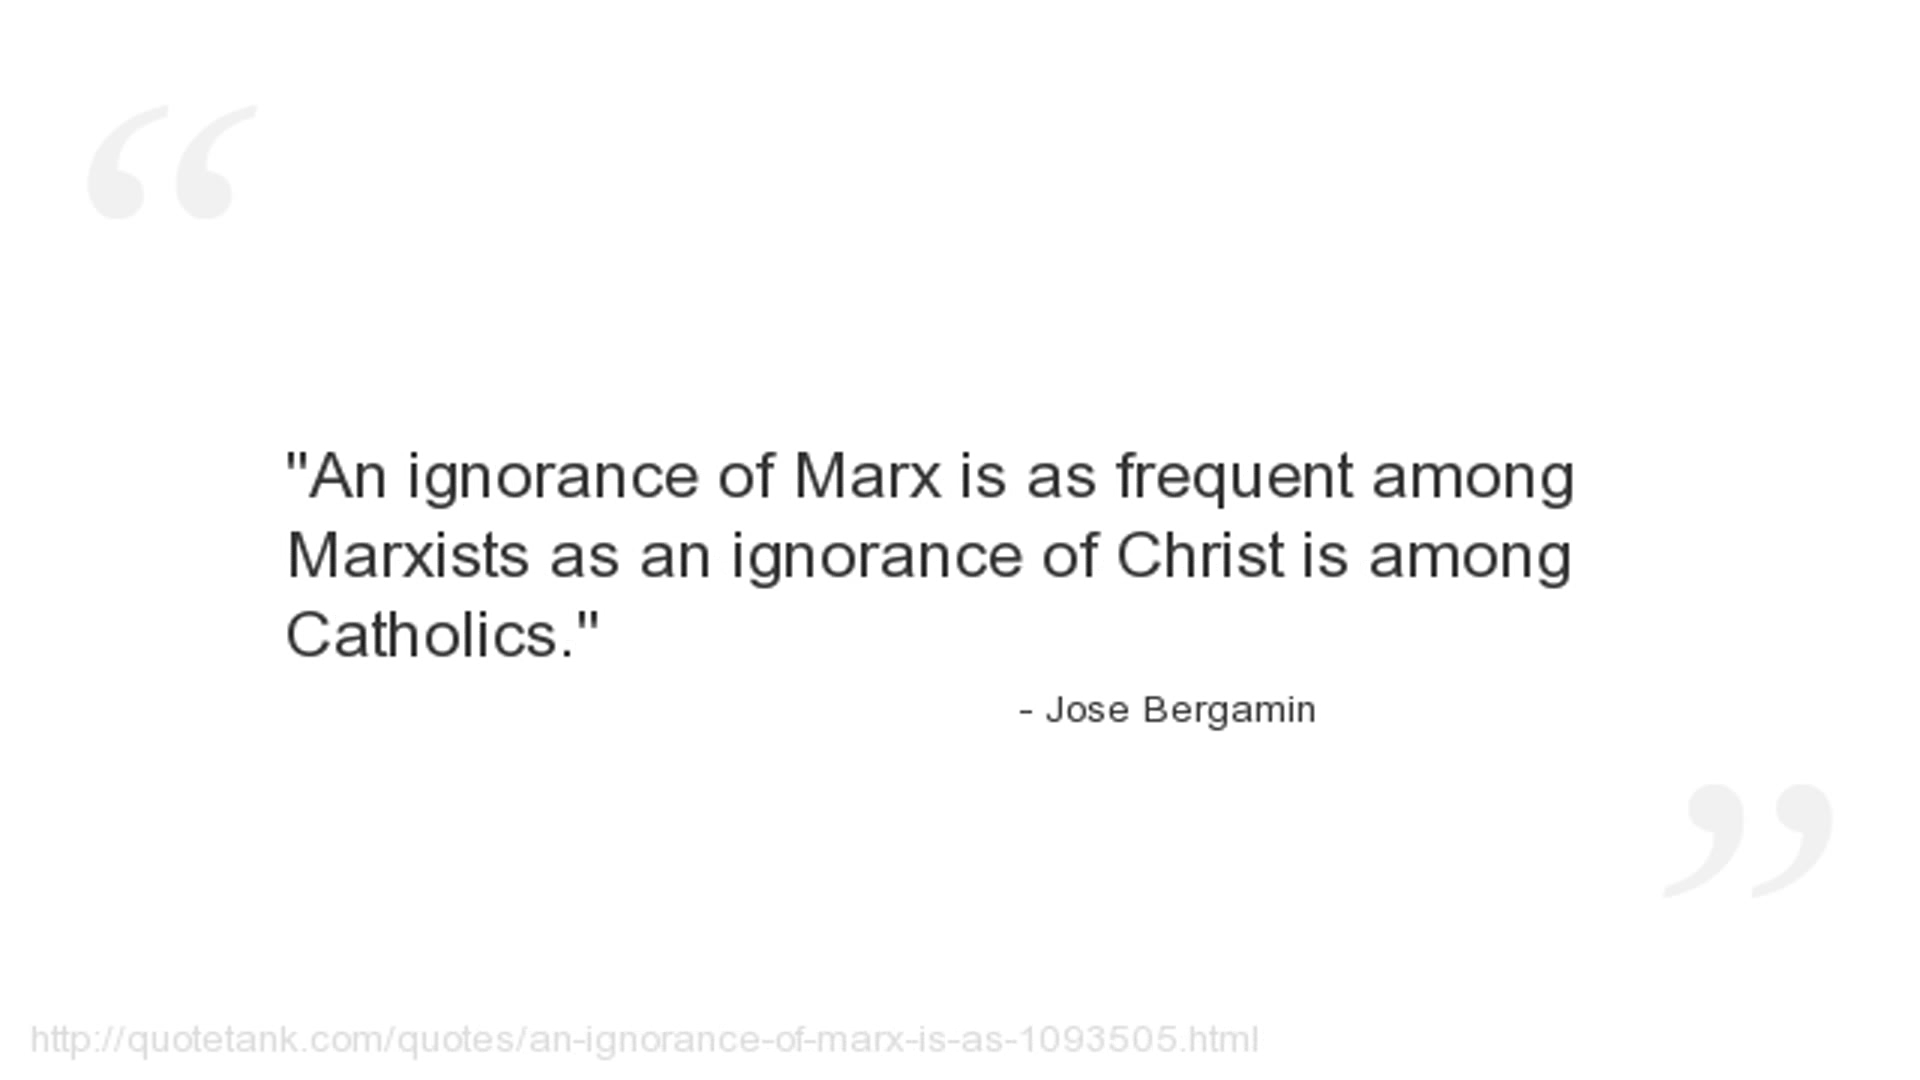 "An ignorance of Marx is as frequent among
Marxists as an ignorance of Christ is among
Catholics."
- Jose Bergamin
http://quotetank.com/quotes/an-ignorance-of-marx-is-as-1093505.html